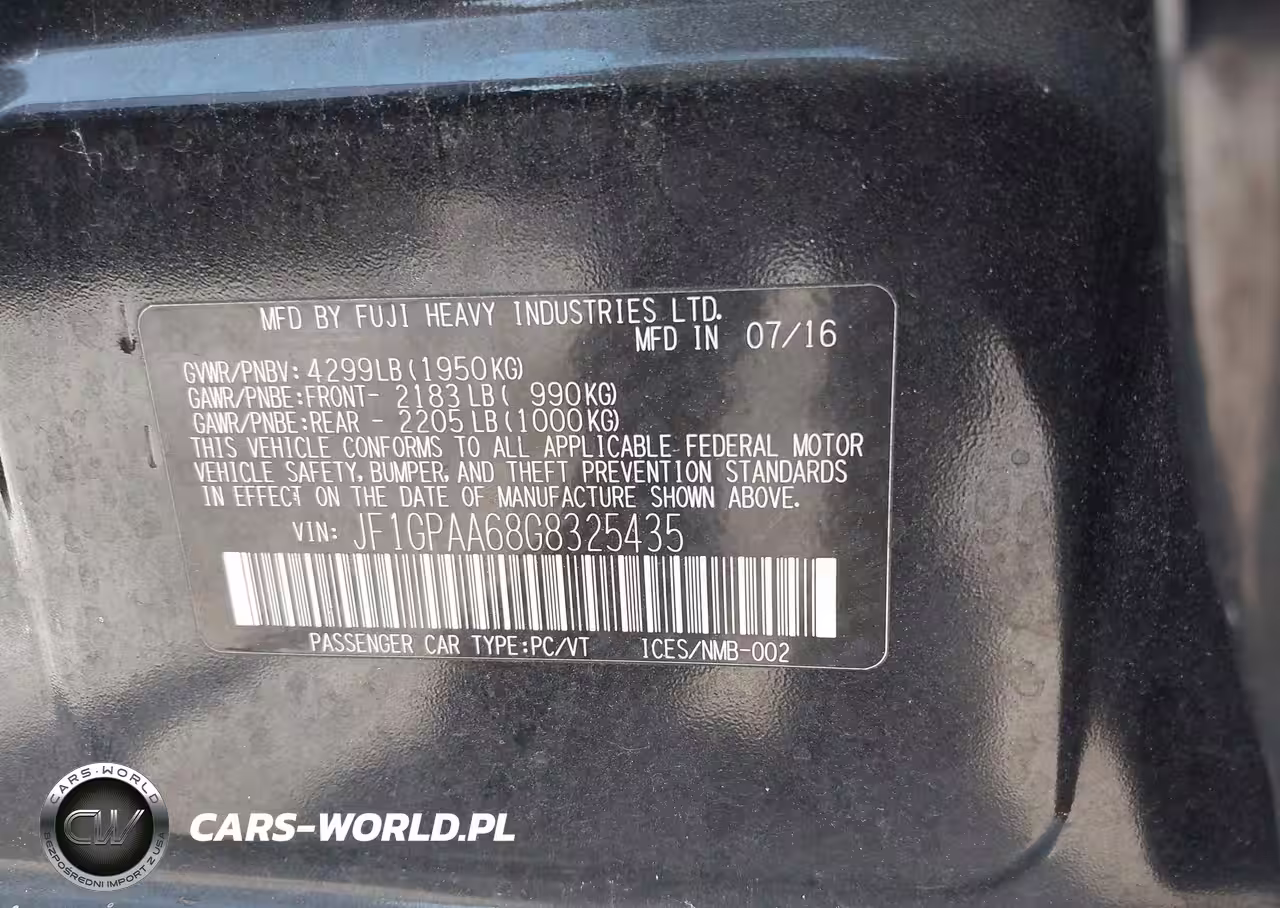 MFD BY FUJI HEAVY INDUSTRIES LTD.
MFD IN 07/16
GVWR/PNBV: 4299LB(1950KG)
GAWR/PNBE:FRONT- 2183LB( 990KG)
GAWR/PNBE:REAR - 2205LB(1000KG)
THIS VEHICLE CONFORMS TO ALL APPLICABLE FEDERAL MOTOR
VEHICLE SAFETY, BUMPER, AND THEFT PREVENTION STANDARDS
IN EFFECT ON THE DATE OF MANUFACTURE SHOWN ABOVE.
VIN: JF1GPAA68G8325435
PASSENGER CAR TYPE:PC/VT ICES/NMB-002
CARS-WORLD
CW
BEZPOŚREDNI IMPORT Z USA
CARS-WORLD.PL